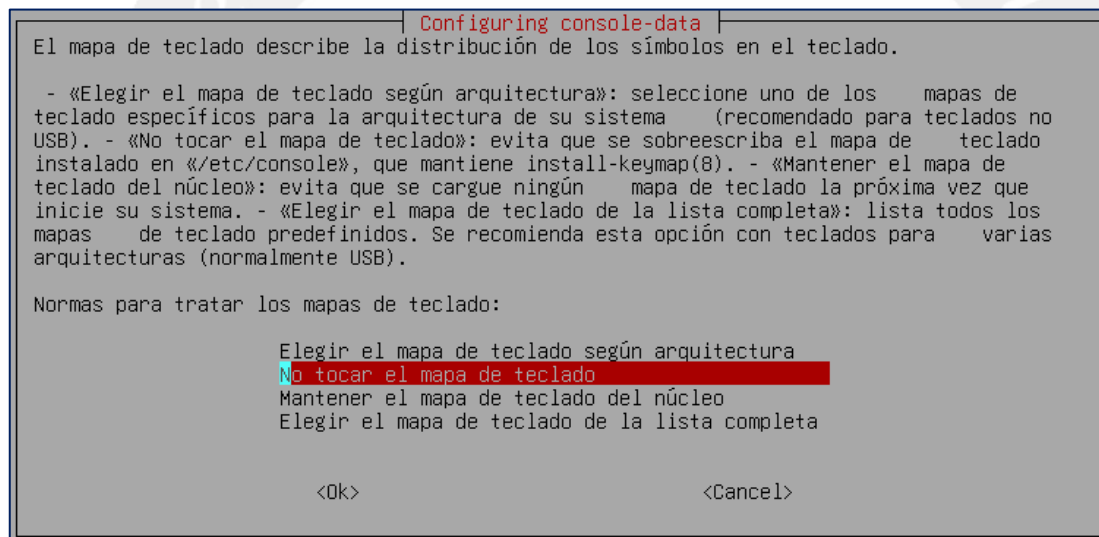 Configuring console-data
El mapa de teclado describe la distribución de los símbolos en el teclado.
- «Elegir el mapa de teclado según arquitectura»: seleccione uno de los    mapas de
teclado específicos para la arquitectura de su sistema    (recomendado para teclados no
USB). - «No tocar el mapa de teclado»: evita que se sobreescriba el mapa de    teclado
instalado en «/etc/console», que mantiene install-keymap(8). - «Mantener el mapa de
teclado del núcleo»: evita que se cargue ningún    mapa de teclado la próxima vez que
inicie su sistema. - «Elegir el mapa de teclado de la lista completa»: lista todos los
mapas    de teclado predefinidos. Se recomienda esta opción con teclados para    varias
arquitecturas (normalmente USB).
Normas para tratar los mapas de teclado:
Elegir el mapa de teclado según arquitectura
No tocar el mapa de teclado
Mantener el mapa de teclado del núcleo
Elegir el mapa de teclado de la lista completa
<Ok> <Cancel>